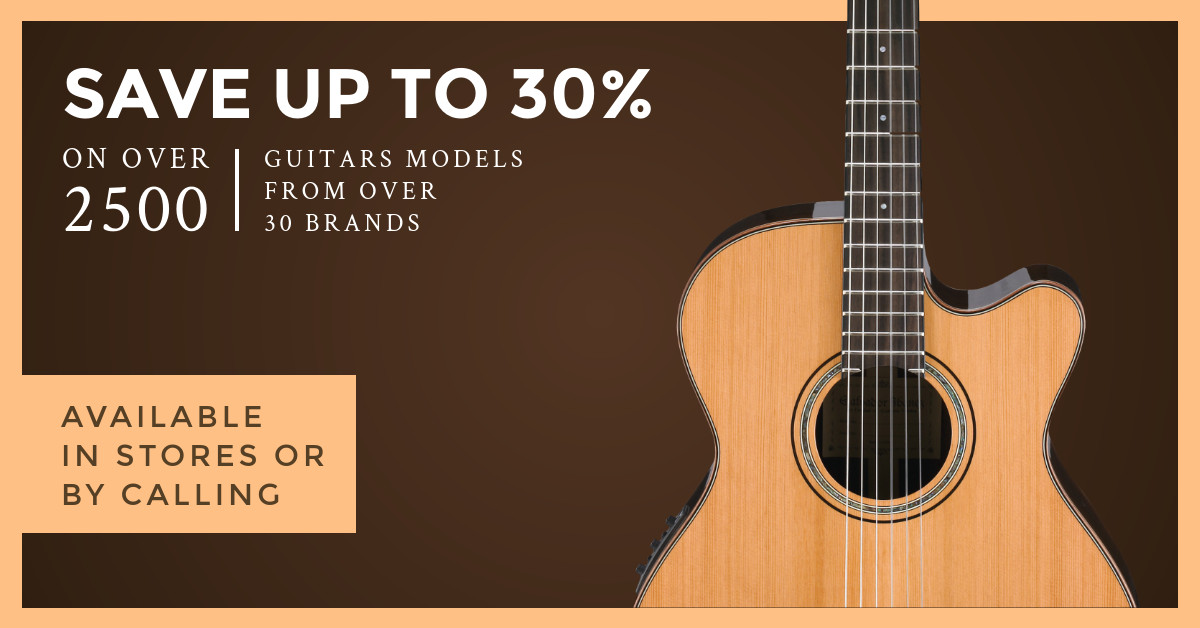 SAVE UP TO 30%
ON OVER
2500
GUITARS MODELS
FROM OVER
30 BRANDS
AVAILABLE
IN STORES OR
BY CALLING